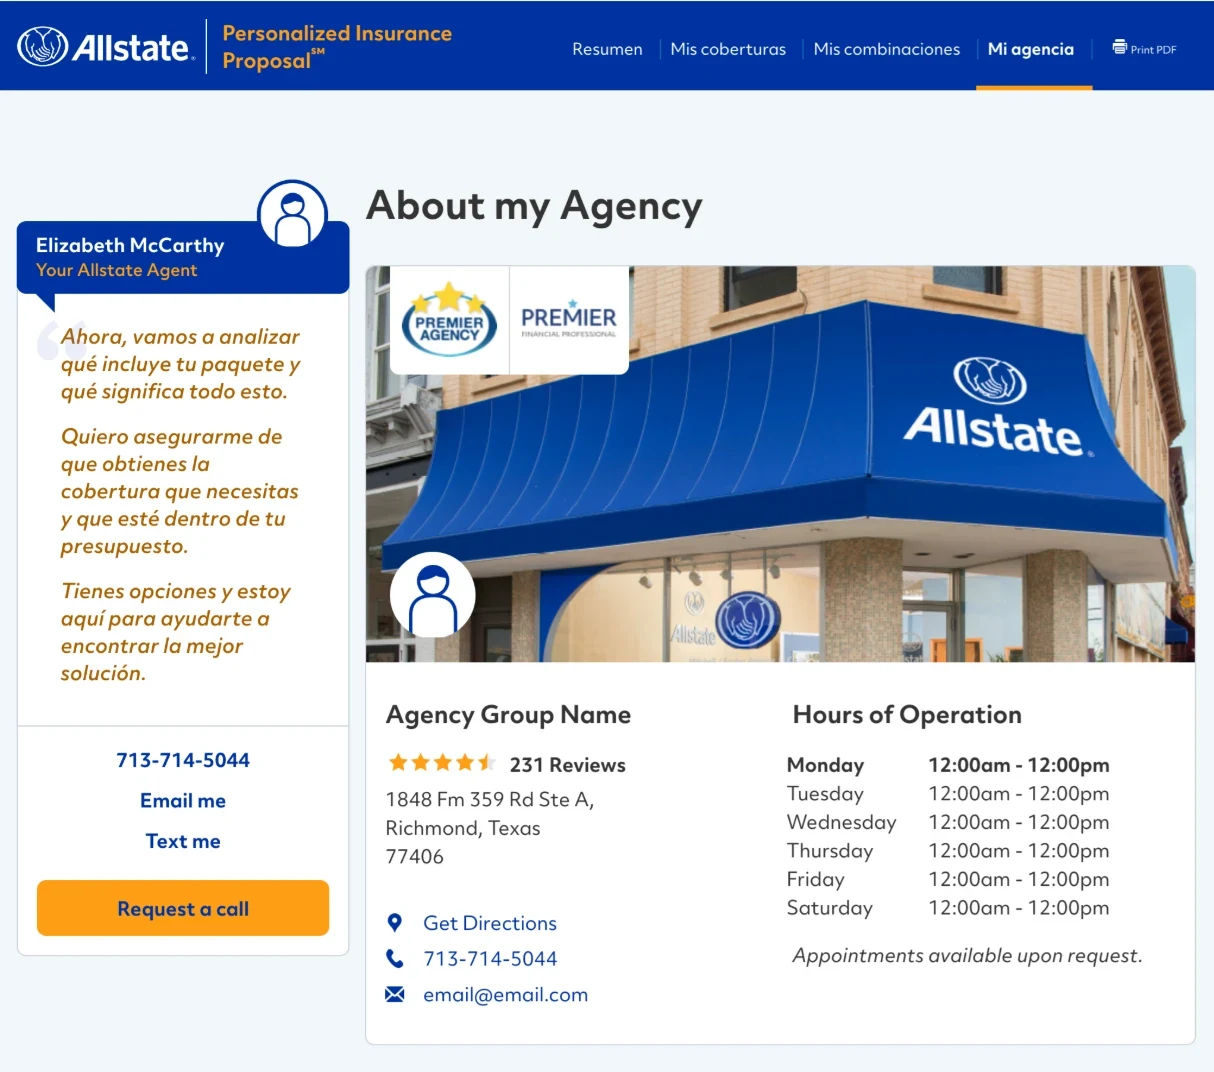 Allstate.
Personalized Insurance
Proposal℠
Resumen
Mis coberturas
Mis combinaciones
Mi agencia
Print PDF
Elizabeth McCarthy
Your Allstate Agent
Ahora, vamos a analizar
qué incluye tu paquete y
qué significa todo esto.
Quiero asegurarme de
que obtienes la
cobertura que necesitas
y que esté dentro de tu
presupuesto.
Tienes opciones y estoy
aquí para ayudarte a
encontrar la mejor
solución.
713-714-5044
Email me
Text me
Request a call
About my Agency
PREMIER
AGENCY
PREMIER
FINANCIAL PROFESSIONAL
Allstate.
Allstate
Agency Group Name
231 Reviews
1848 Fm 359 Rd Ste A,
Richmond, Texas
77406
Get Directions
713-714-5044
email@email.com
Hours of Operation
Monday 12:00am - 12:00pm
Tuesday 12:00am - 12:00pm
Wednesday 12:00am - 12:00pm
Thursday 12:00am - 12:00pm
Friday 12:00am - 12:00pm
Saturday 12:00am - 12:00pm
Appointments available upon request.